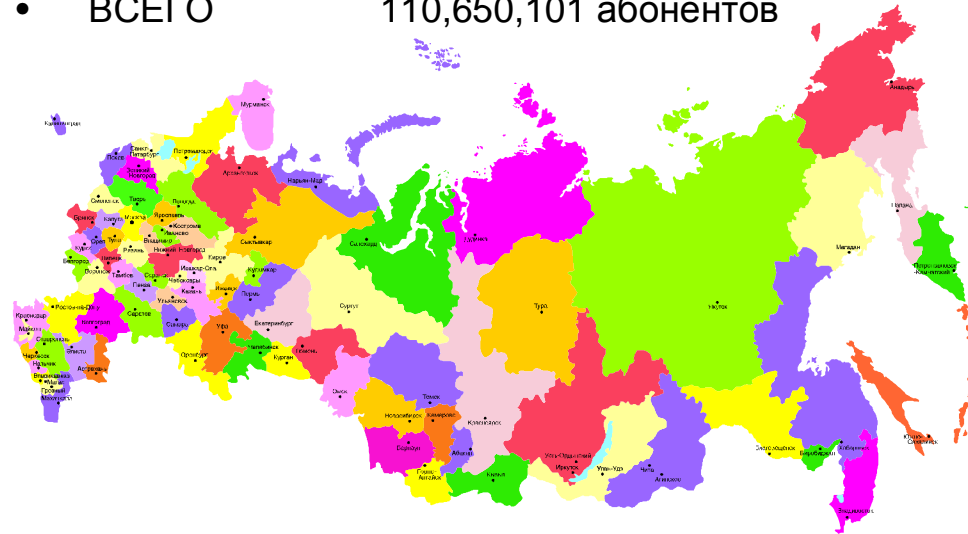 • ВСЕГО 110,650,101 абонентов
Мурманск
Анадырь
Калининград
Санкт-
Петербург
Петрозаводск
Псков
Архангельск
Нарьян-Мар
Смоленск
Тверь
Вологда
Палана
Брянск
Калуга
Москва
Ярославль
Кострома
Иваново
Орел
Тула
Владимир
Сыктывкар
Салехард
Магадан
Курск
Рязань
Нижний Новгород
Киров
Белгород
Липецк
Йошкар-Ола
Кудымкар
Воронеж
Тамбов
Саранск
Чебоксары
Казань
Пенза
Ульяновск
Ижевск
Пермь
Сургут
Тура
Якутск
Ростов-на-Дону
Саратов
Самара
Краснодар
Волгоград
Уфа
Екатеринбург
Майкоп
Ставрополь
Элиста
Оренбург
Челябинск
Курган
Тюмень
Черкесск
Нальчик
Астрахань
Владикавказ
Магас
Грозный
Махачкала
Омск
Томск
Новосибирск
Кемерово
Красноярск
Барнаул
Абакан
Усть-Ордынский
Иркутск
Улан-Удэ
Чита
Агинское
Горно-
Алтайск
Кызыл
Благовещенск
Биробиджан
Хабаровск
Владивосток
Южно-
Сахалинск
Петропавловск
-Камчатский